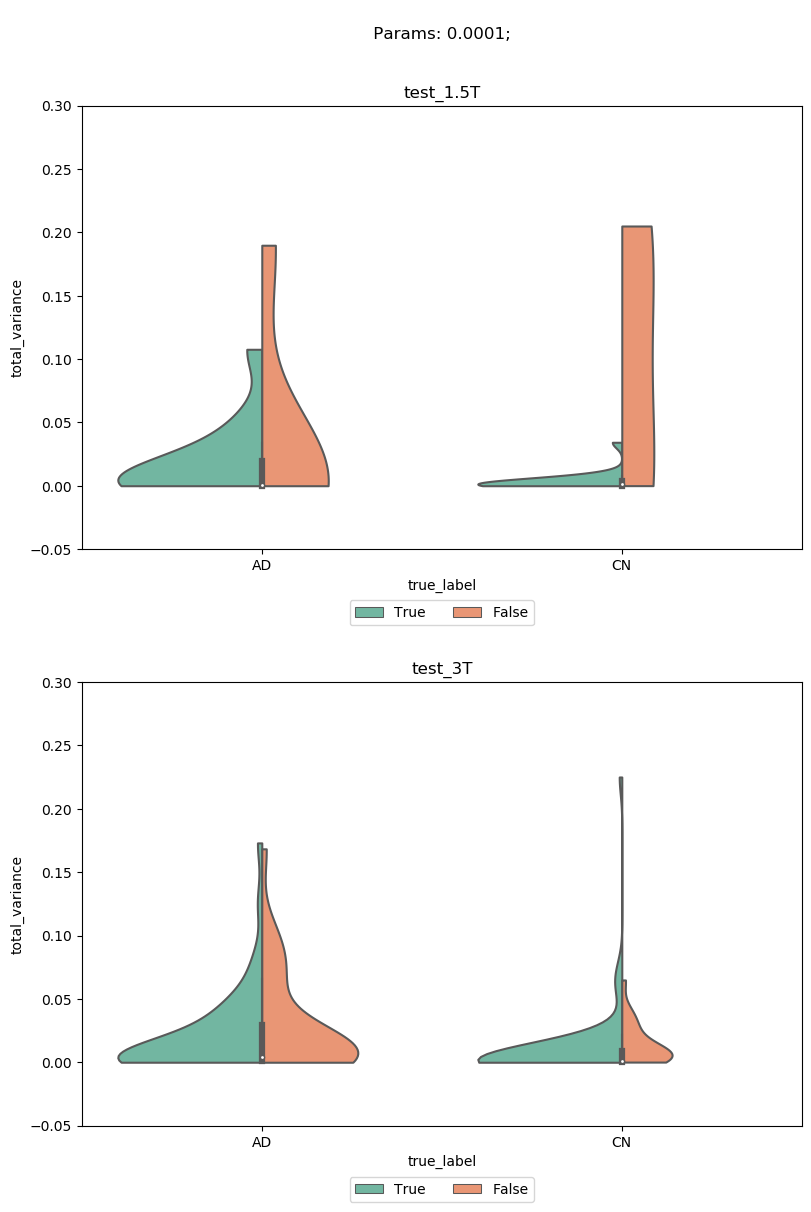 Params: 0.0001;
test_1.5T
0.30
0.25
0.20
0.15
0.10
0.05
0.00
−0.05
total_variance
AD CN
true_label
True False
test_3T
0.30
0.25
0.20
0.15
0.10
0.05
0.00
−0.05
total_variance
AD CN
true_label
True False